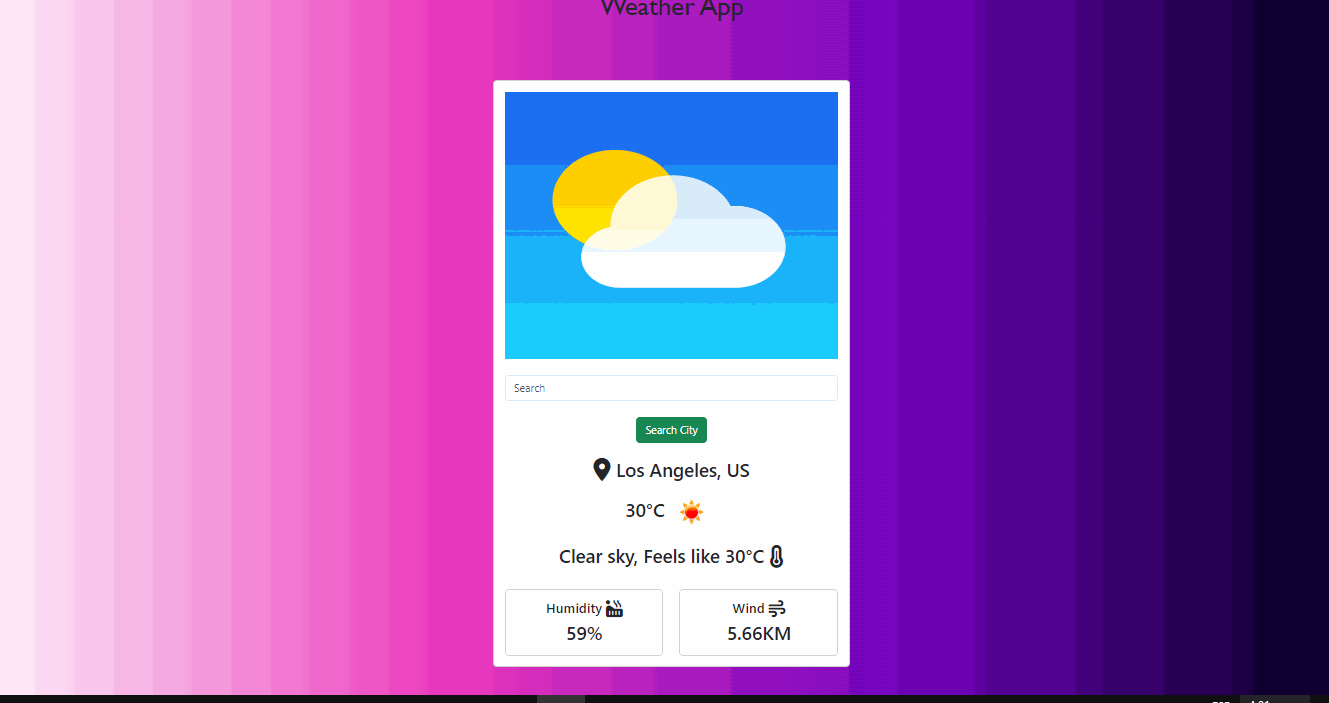 Weather App
Search
Search City
Los Angeles, US
30°C
Clear sky, Feels like 30°C
Humidity
59%
Wind
5.66KM